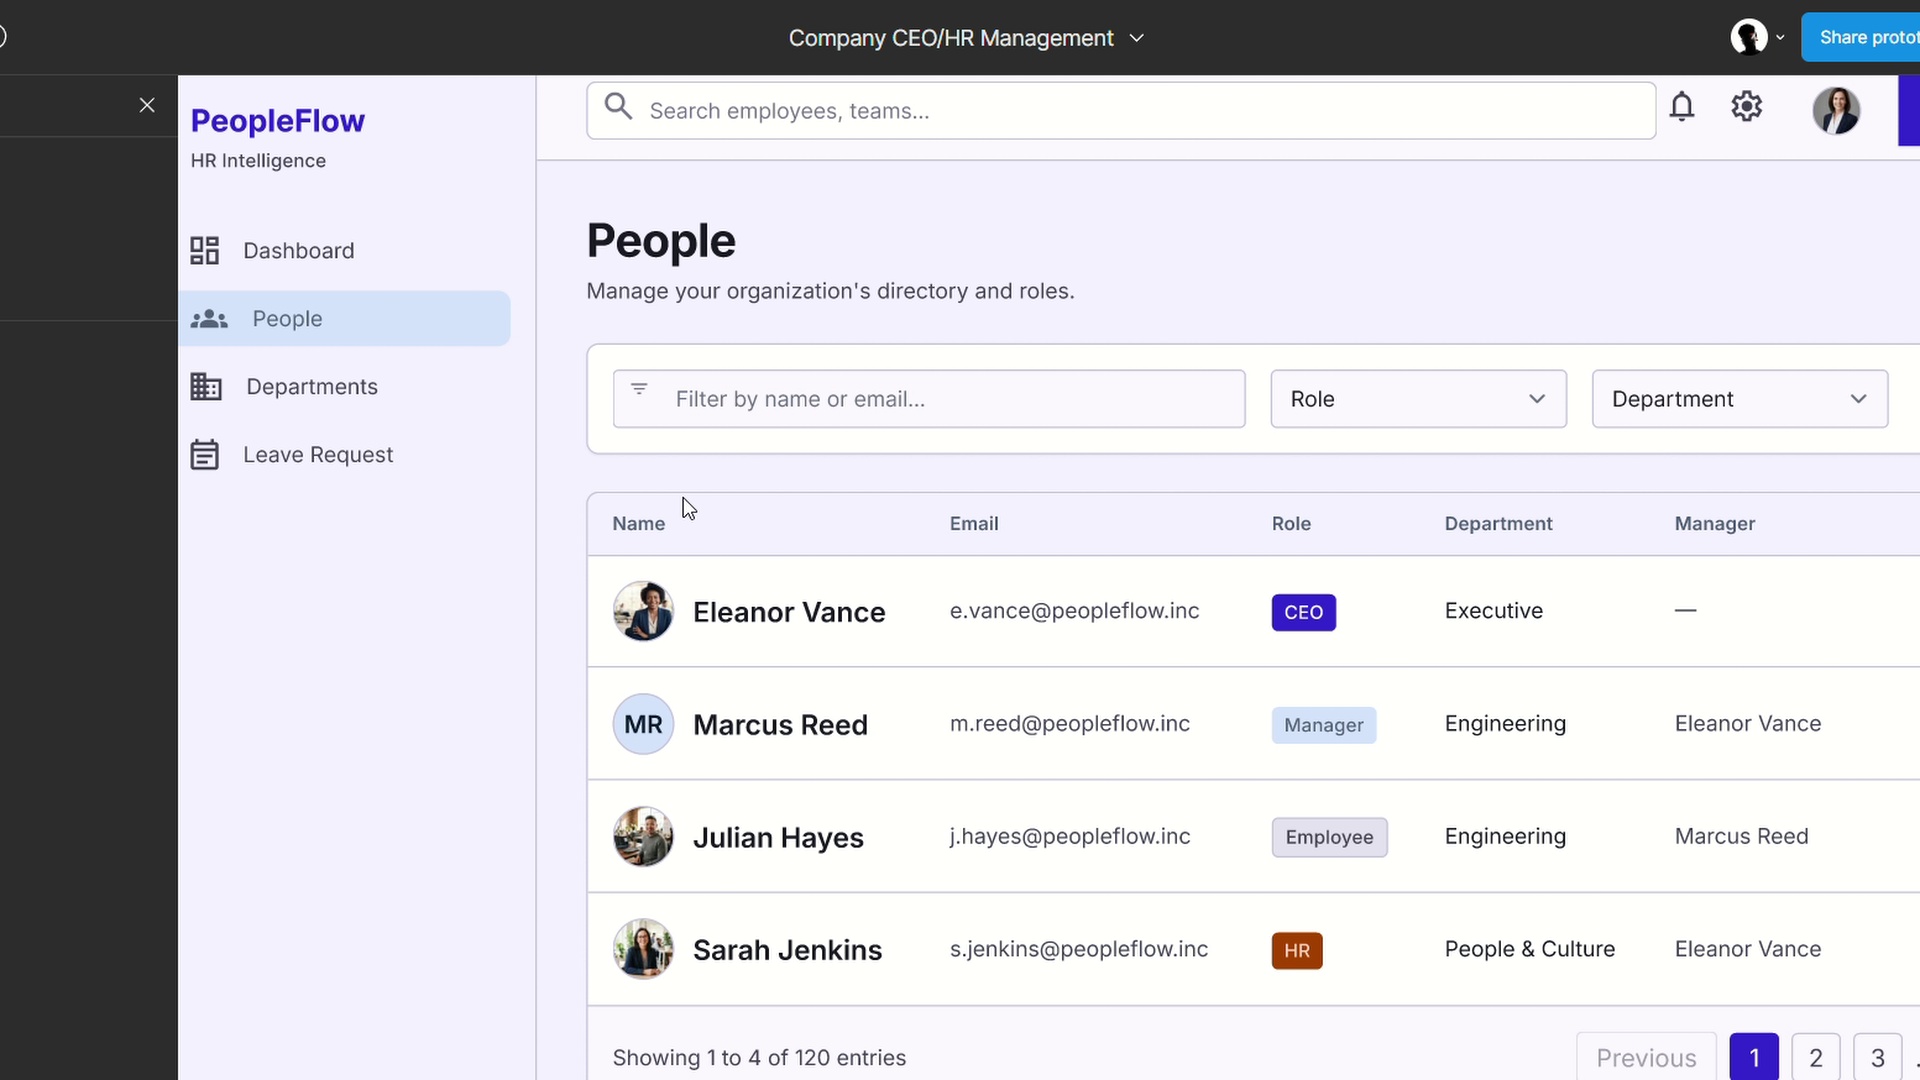 Company CEO/HR Management
Share protot
PeopleFlow
HR Intelligence
Search employees, teams...
Dashboard
People
Departments
Leave Request
People
Manage your organization's directory and roles.
Filter by name or email...
Role
Department
Name Email Role Department Manager
Eleanor Vance e.vance@peopleflow.inc CEO Executive —
MR Marcus Reed m.reed@peopleflow.inc Manager Engineering Eleanor Vance
Julian Hayes j.hayes@peopleflow.inc Employee Engineering Marcus Reed
Sarah Jenkins s.jenkins@peopleflow.inc HR People & Culture Eleanor Vance
Showing 1 to 4 of 120 entries
Previous 1 2 3